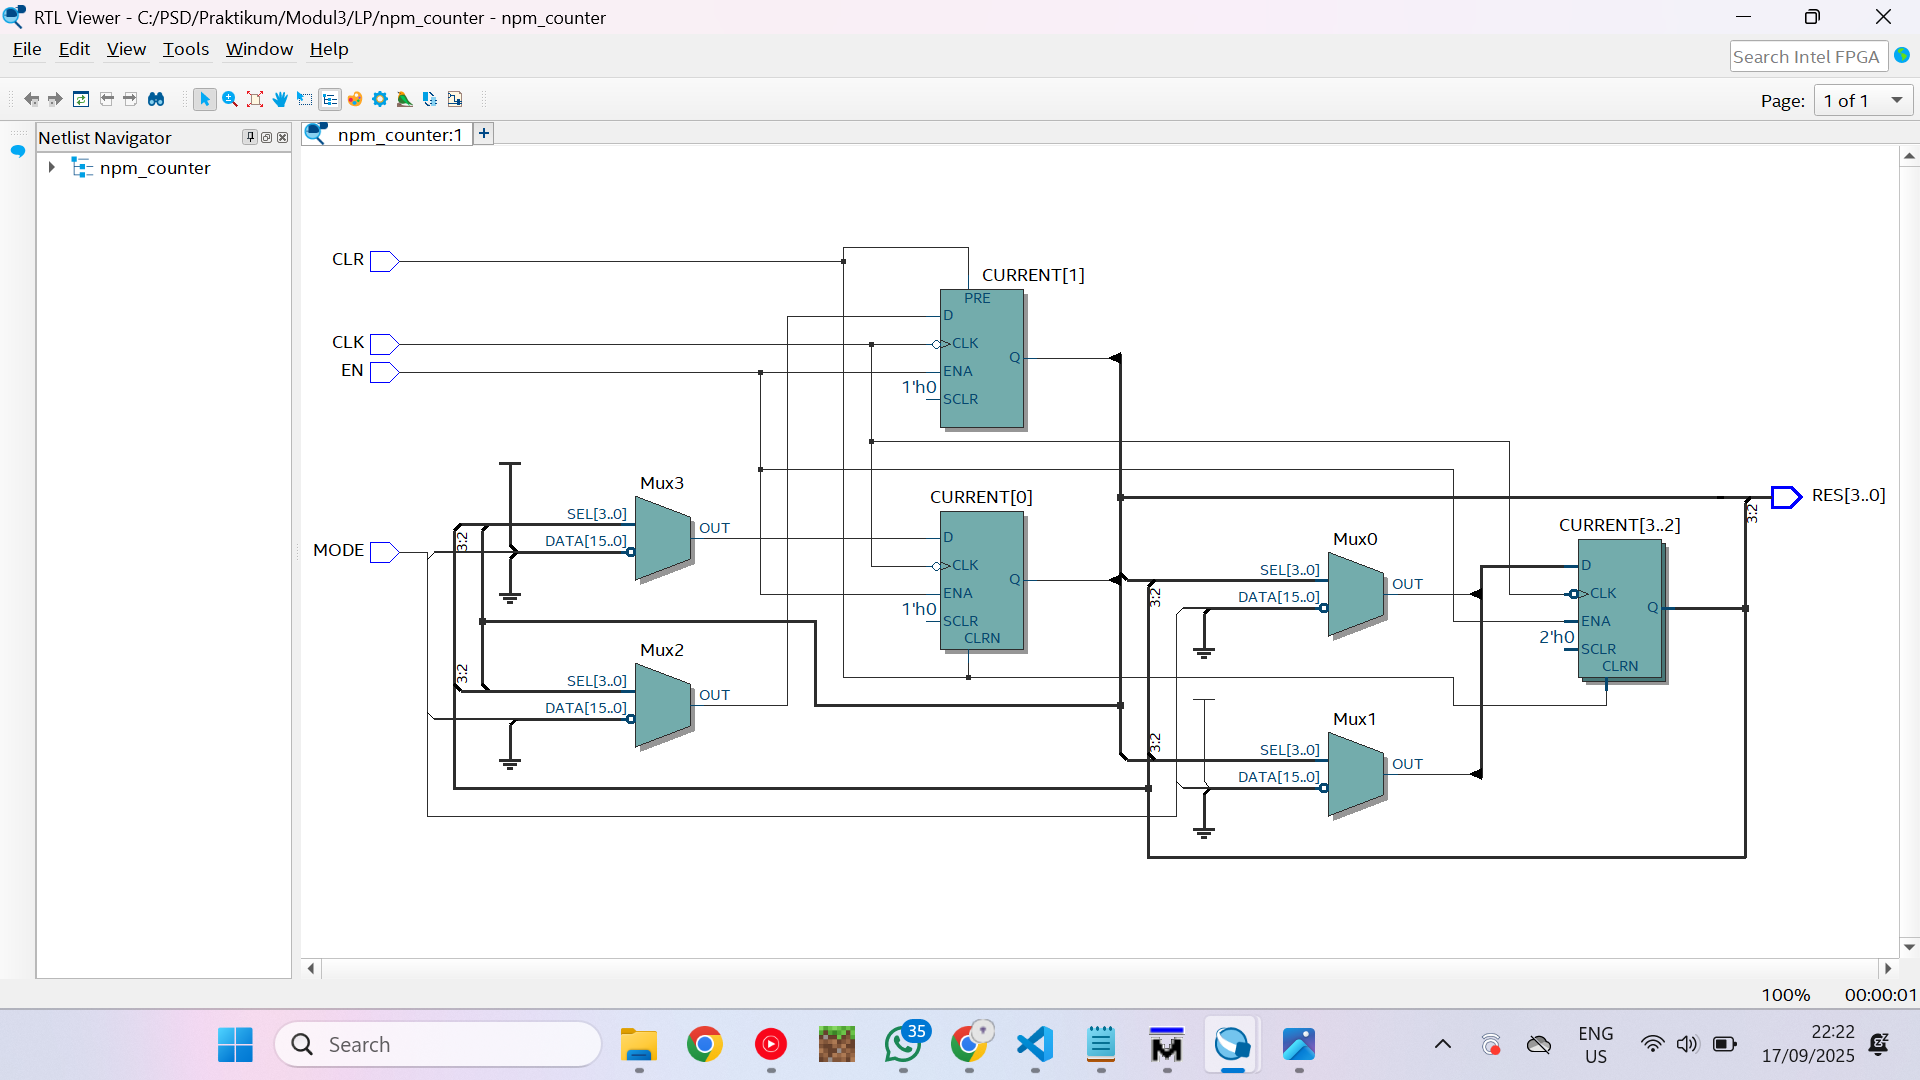 RTL Viewer - C:/PSD/Praktikum/Modul3/LP/npm_counter - npm_counter
File Edit View Tools Window Help
Search Intel FPGA
Page: 1 of 1
Netlist Navigator
npm_counter:1
npm_counter
CLR
CURRENT[1]
PRE
D
CLK
CLK
EN
Q
ENA
1'h0
SCLR
Mux3
CURRENT[0]
RES[3..0]
SEL[3..0]
3:2
OUT
CURRENT[3..2]
DATA[15..0]
3:2
D
Mux0
MODE
CLK
D
SEL[3..0]
Q
OUT
CLK
ENA
3:2
DATA[15..0]
Q
1'h0
SCLR
ENA
CLRN
2'h0
SCLR
Mux2
CLRN
3:2
SEL[3..0]
OUT
DATA[15..0]
Mux1
3:2
SEL[3..0]
OUT
DATA[15..0]
100% 00:00:01
Search
35
ENG
US
22:22
17/09/2025